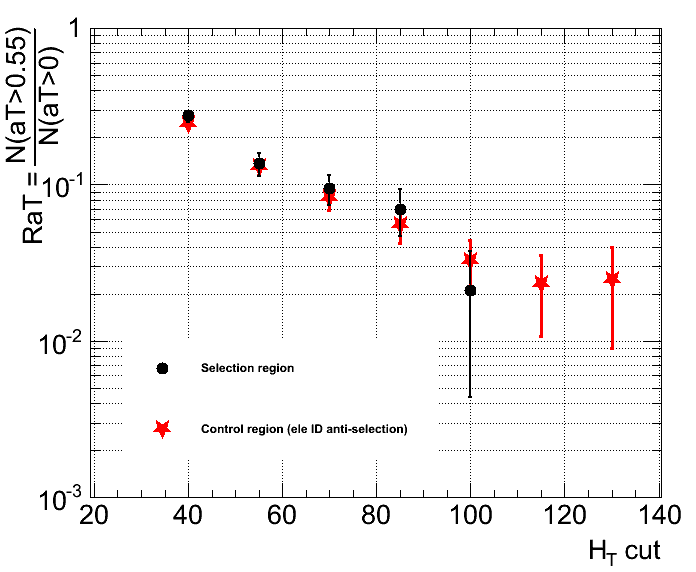 RaT = N(aT>0.55)
N(aT>0)
1
10-1
10-2
10-3
Selection region
Control region (ele ID anti-selection)
20 40 60 80 100 120 140
HT cut